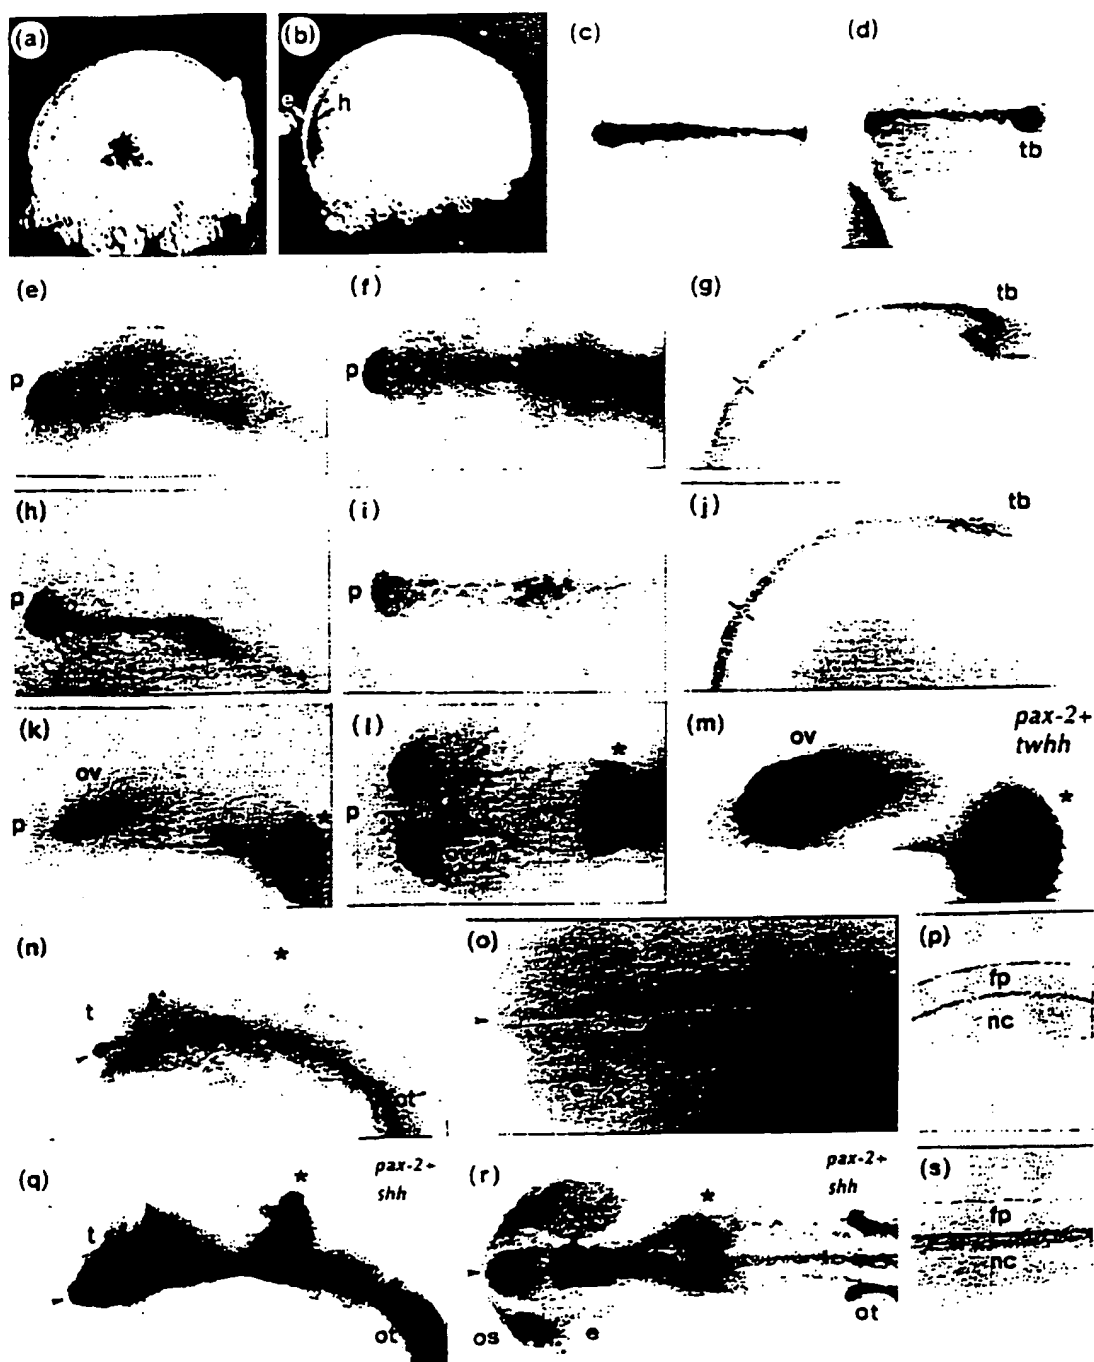 (a)
(b)
e
h
(c)
(d)
tb
(e)
p
(f)
p
(g)
tb
(h)
p
(i)
p
(j)
tb
(k)
ov
p
*
(l)
p
*
(m)
ov
pax-2+
twhh
*
(n)
*
t
ot
(o)
e
(p)
fp
nc
(q)
pax-2+
shh
*
t
ot
(r)
pax-2+
shh
*
os
e
ot
(s)
fp
nc